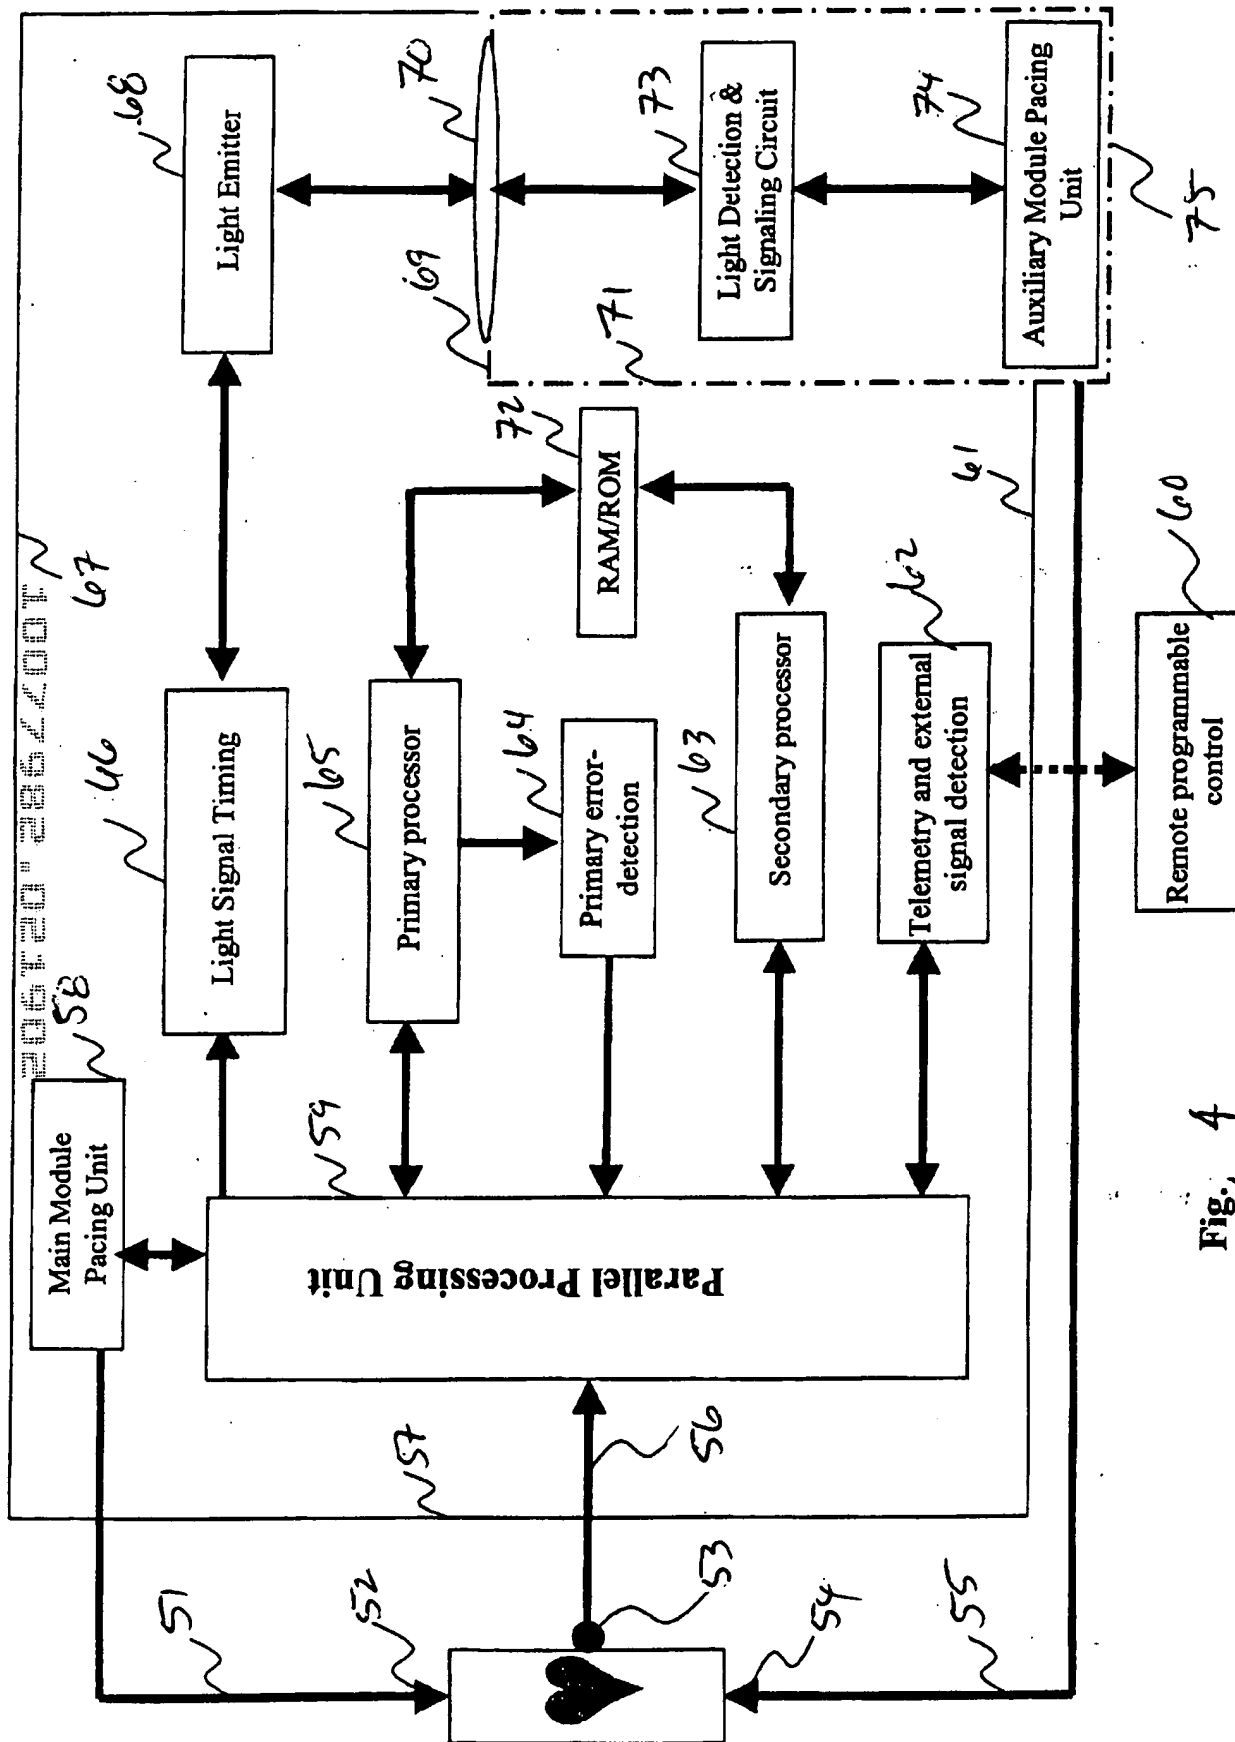 10077982.021902
67
Main Module
Pacing Unit
58
Light Signal Timing
66
Light Emitter
68
Parallel Processing Unit
59
Primary processor
65
Primary error-
detection
64
RAM/ROM
72
Secondary processor
63
Telemetry and external
signal detection
62
69
70
71
Light Detection &
Signaling Circuit
73
Auxiliary Module Pacing
Unit
74
75
61
Remote programmable
control
60
51
52
53
54
55
56
57
Fig. 4